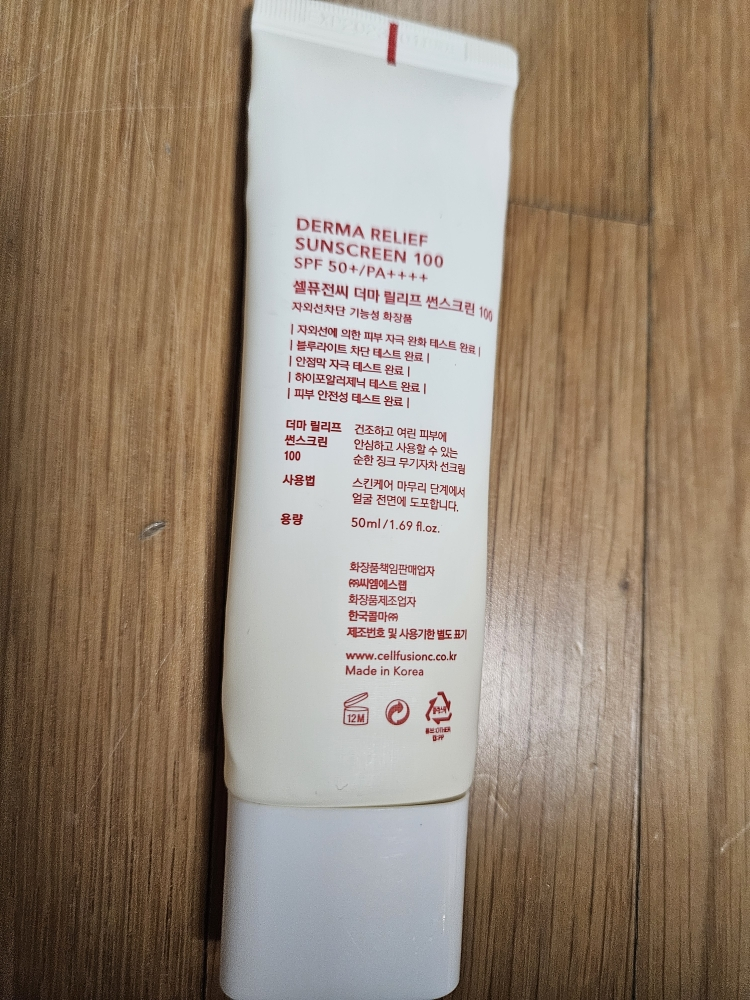 DERMA RELIEF
SUNSCREEN 100
SPF 50+/PA++++
셀퓨전씨 더마 릴리프 썬스크린 100
자외선차단 기능성 화장품
| 자외선에 의한 피부 자극 완화 테스트 완료 |
| 블루라이트 차단 테스트 완료 |
| 안점막 자극 테스트 완료 |
| 하이포알러제닉 테스트 완료 |
| 피부 안전성 테스트 완료 |
더마 릴리프
썬스크린
100
건조하고 여린 피부에
안심하고 사용할 수 있는
순한 징크 무기자차 선크림
사용법
스킨케어 마무리 단계에서
얼굴 전면에 도포합니다.
용량
50ml/1.69 fl.oz.
화장품책임판매업자
㈜씨엠에스랩
화장품제조업자
한국콜마㈜
제조번호 및 사용기한 별도 표기
www.cellfusionc.co.kr
Made in Korea
12M